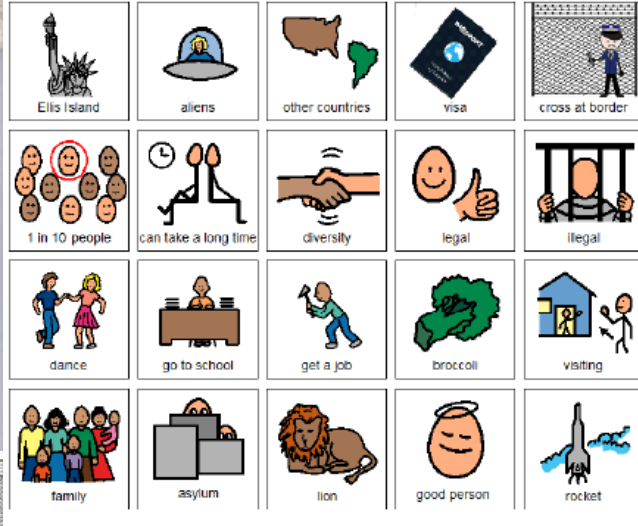 Ellis Island
aliens
other countries
PASSPORT
visa
cross at border
1 in 10 people
can take a long time
diversity
legal
illegal
dance
go to school
get a job
broccoli
visiting
family
asylum
lion
good person
rocket